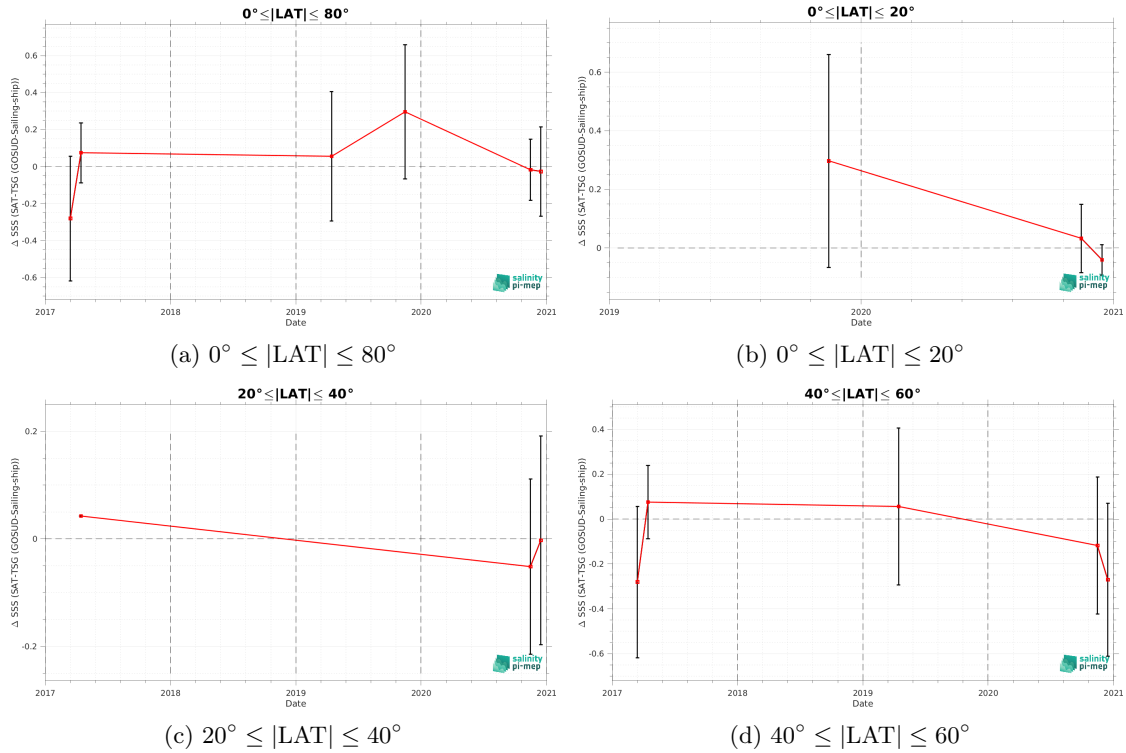 0°≤|LAT|≤ 80°
Δ SSS (SAT-TSG (GOSUD-Sailing-ship))
0.6
0.4
0.2
0
-0.2
-0.4
-0.6
salinity
pi-mep
2017
2018
2019
2020
2021
Date
(a) 0° ≤ |LAT| ≤ 80°
0°≤|LAT|≤ 20°
Δ SSS (SAT-TSG (GOSUD-Sailing-ship))
0.6
0.4
0.2
0
salinity
pi-mep
2019
2020
2021
Date
(b) 0° ≤ |LAT| ≤ 20°
20°≤|LAT|≤ 40°
Δ SSS (SAT-TSG (GOSUD-Sailing-ship))
0.2
0
-0.2
salinity
pi-mep
2017
2018
2019
2020
2021
Date
(c) 20° ≤ |LAT| ≤ 40°
40°≤|LAT|≤ 60°
Δ SSS (SAT-TSG (GOSUD-Sailing-ship))
0.4
0.2
0
-0.2
-0.4
-0.6
salinity
pi-mep
2017
2018
2019
2020
2021
Date
(d) 40° ≤ |LAT| ≤ 60°